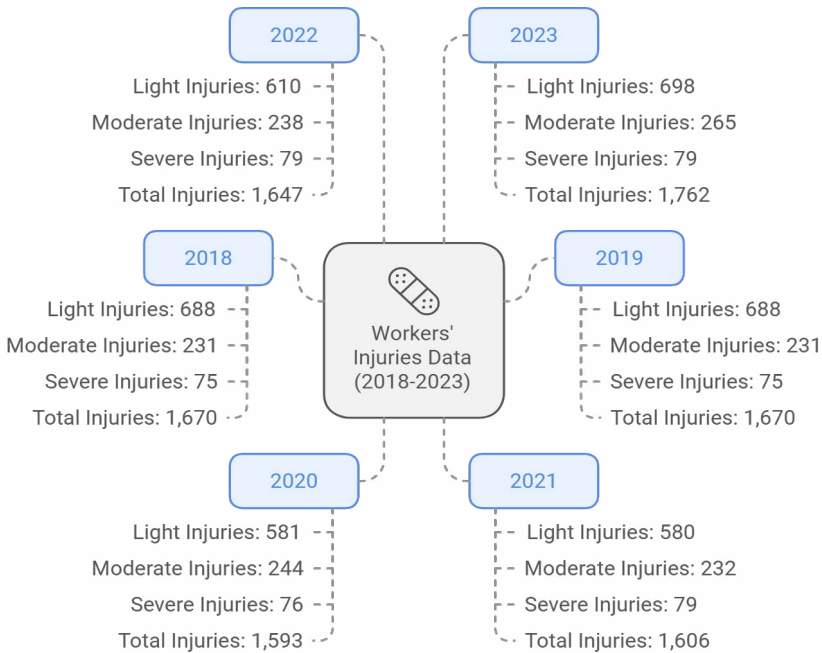 2022
Light Injuries: 610
Moderate Injuries: 238
Severe Injuries: 79
Total Injuries: 1,647
2023
Light Injuries: 698
Moderate Injuries: 265
Severe Injuries: 79
Total Injuries: 1,762
2018
Light Injuries: 688
Moderate Injuries: 231
Severe Injuries: 75
Total Injuries: 1,670
Workers'
Injuries Data
(2018-2023)
2019
Light Injuries: 688
Moderate Injuries: 231
Severe Injuries: 75
Total Injuries: 1,670
2020
Light Injuries: 581
Moderate Injuries: 244
Severe Injuries: 76
Total Injuries: 1,593
2021
Light Injuries: 580
Moderate Injuries: 232
Severe Injuries: 79
Total Injuries: 1,606